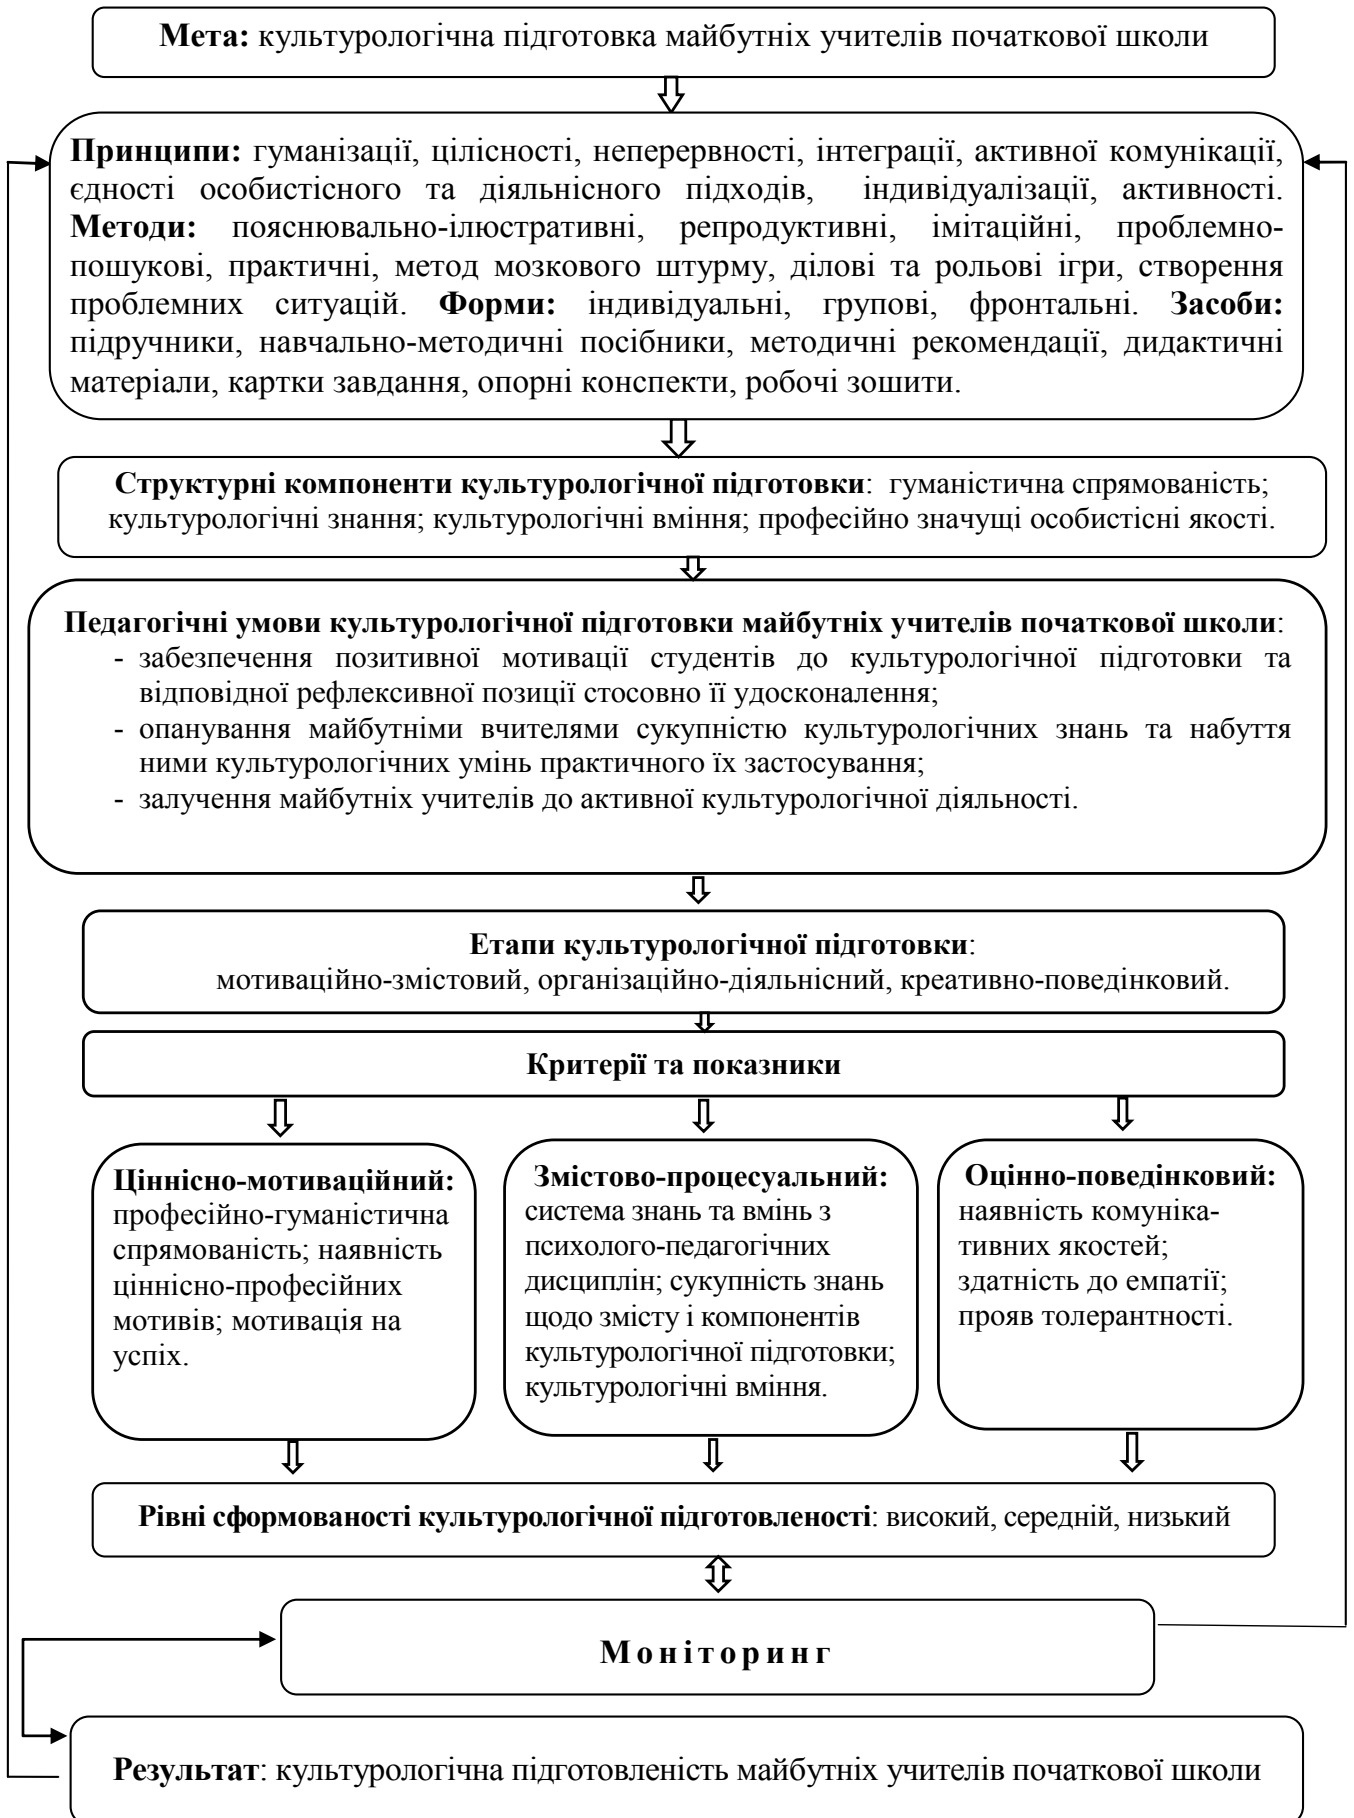 Мета: культурологічна підготовка майбутніх учителів початкової школи
Принципи: гуманізації, цілісності, неперервності, інтеграції, активної комунікації,
єдності особистісного та діяльнісного підходів, індивідуалізації, активності.
Методи: пояснювально-ілюстративні, репродуктивні, імітаційні, проблемно-
пошукові, практичні, метод мозкового штурму, ділові та рольові ігри, створення
проблемних ситуацій. Форми: індивідуальні, групові, фронтальні. Засоби:
підручники, навчально-методичні посібники, методичні рекомендації, дидактичні
матеріали, картки завдання, опорні конспекти, робочі зошити.
Структурні компоненти культурологічної підготовки: гуманістична спрямованість;
культурологічні знання; культурологічні вміння; професійно значущі особистісні якості.
Педагогічні умови культурологічної підготовки майбутніх учителів початкової школи:
- забезпечення позитивної мотивації студентів до культурологічної підготовки та
відповідної рефлексивної позиції стосовно її удосконалення;
- опанування майбутніми вчителями сукупністю культурологічних знань та набуття
ними культурологічних умінь практичного їх застосування;
- залучення майбутніх учителів до активної культурологічної діяльності.
Етапи культурологічної підготовки:
мотиваційно-змістовий, організаційно-діяльнісний, креативно-поведінковий.
Критерії та показники
Ціннісно-мотиваційний:
професійно-гуманістична
спрямованість; наявність
ціннісно-професійних
мотивів; мотивація на
успіх.
Змістово-процесуальний:
система знань та вмінь з
психолого-педагогічних
дисциплін; сукупність знань
щодо змісту і компонентів
культурологічної підготовки;
культурологічні вміння.
Оцінно-поведінковий:
наявність комуніка-
тивних якостей;
здатність до емпатії;
прояв толерантності.
Рівні сформованості культурологічної підготовленості: високий, середній, низький
Моніторинг
Результат: культурологічна підготовленість майбутніх учителів початкової школи